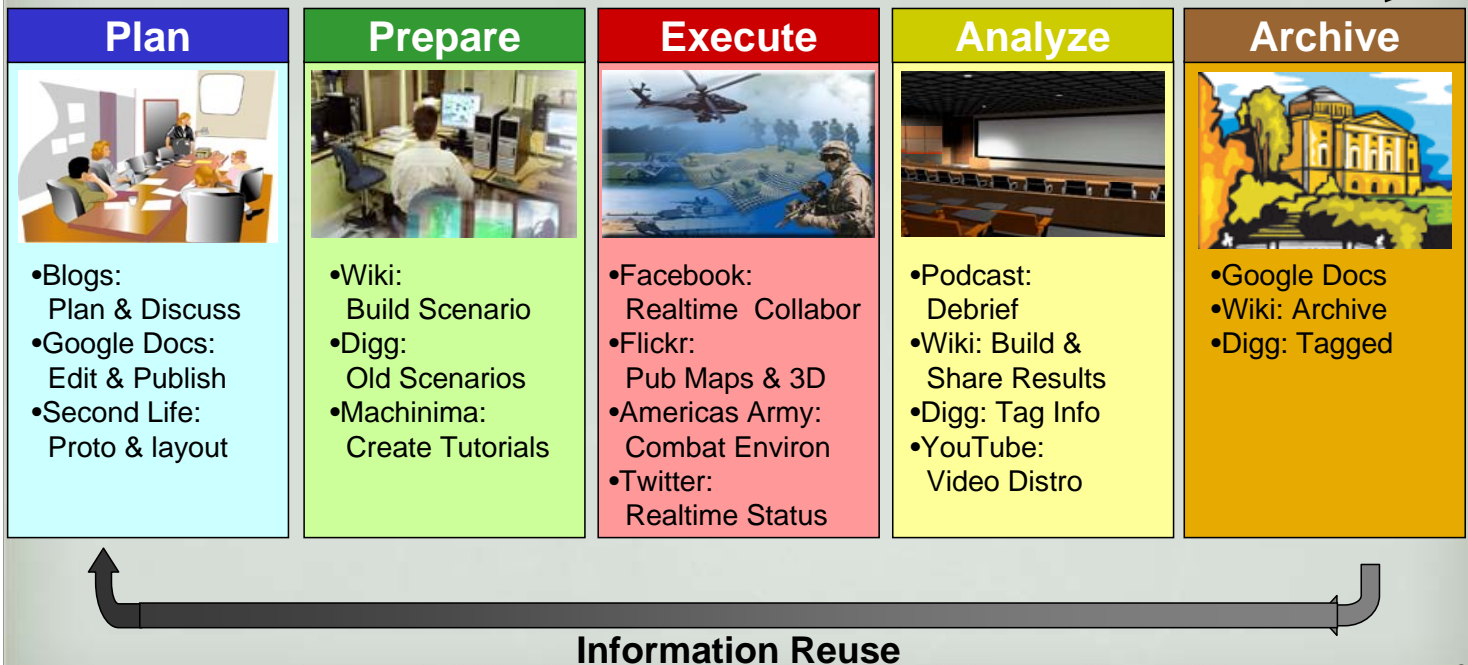 Plan
•Blogs:
Plan & Discuss
•Google Docs:
Edit & Publish
•Second Life:
Proto & layout
Prepare
•Wiki:
Build Scenario
•Digg:
Old Scenarios
•Machinima:
Create Tutorials
Execute
•Facebook:
Realtime Collabor
•Flickr:
Pub Maps & 3D
•Americas Army:
Combat Environ
•Twitter:
Realtime Status
Analyze
•Podcast:
Debrief
•Wiki: Build &
Share Results
•Digg: Tag Info
•YouTube:
Video Distro
Archive
•Google Docs
•Wiki: Archive
•Digg: Tagged
Information Reuse